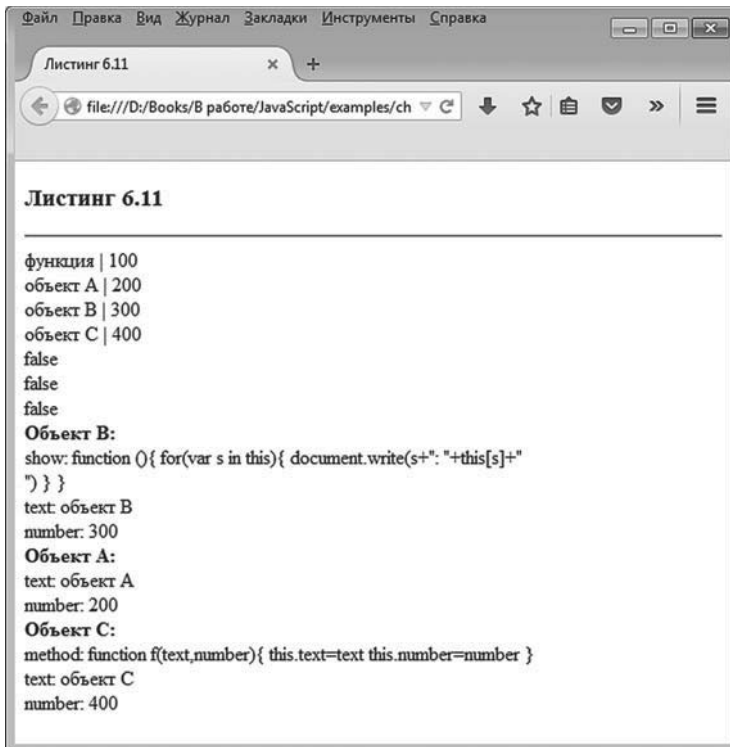 Файл Правка Вид Журнал Закладки Инструменты Справка
Листинг 6.11
file:///D:/Books/В работе/JavaScript/examples/ch
Листинг 6.11
функция | 100
объект A | 200
объект B | 300
объект C | 400
false
false
false
Объект B:
show: function (){ for(var s in this){ document.write(s+": "+this[s]+"
") } }
text: объект B
number: 300
Объект A:
text: объект A
number: 200
Объект C:
method: function f(text,number){ this.text=text this.number=number }
text: объект C
number: 400